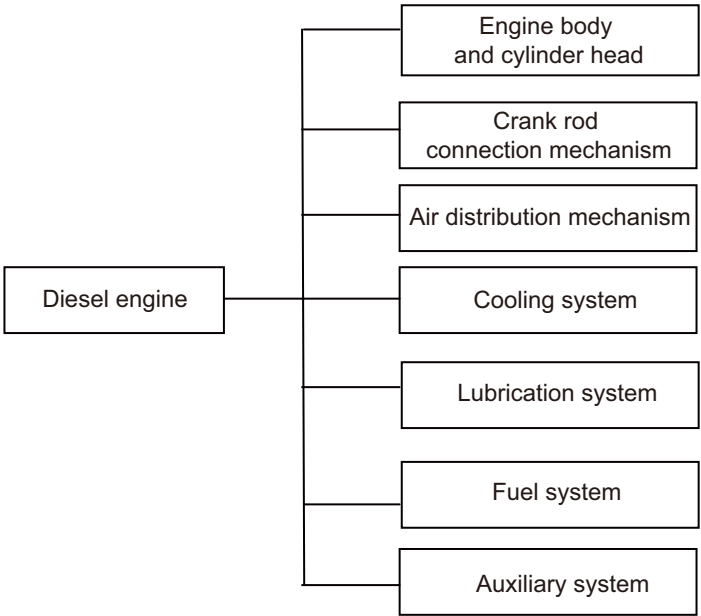 Engine body
and cylinder head
Crank rod
connection mechanism
Air distribution mechanism
Diesel engine
Cooling system
Lubrication system
Fuel system
Auxiliary system